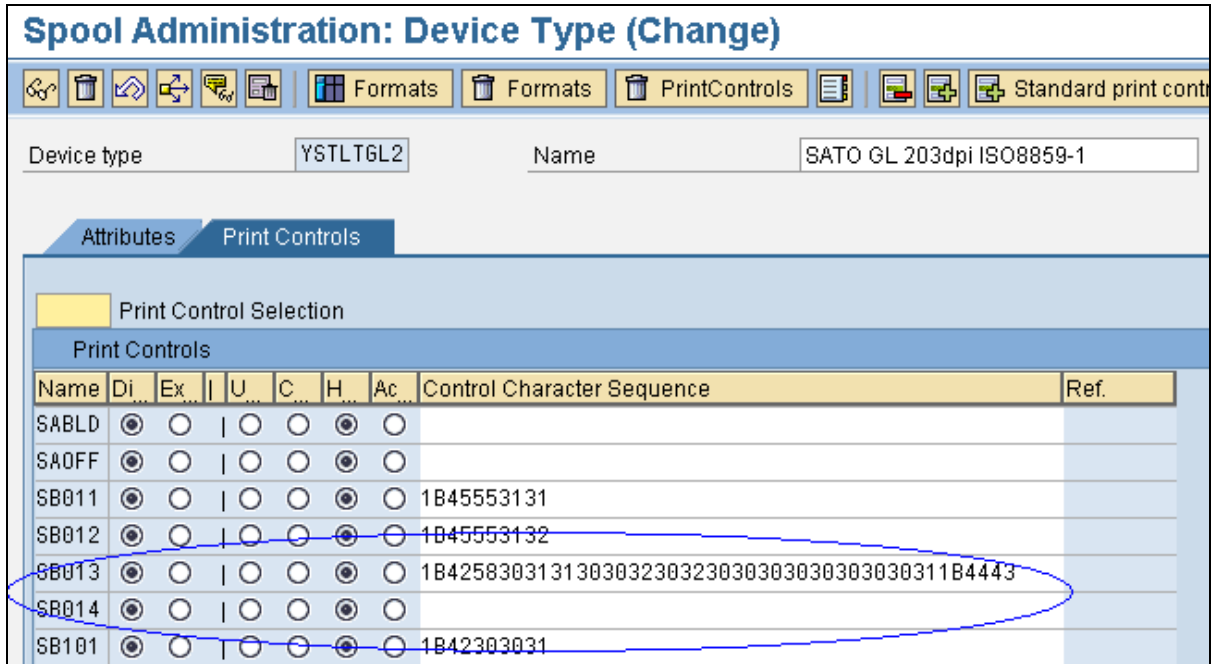 Spool Administration: Device Type (Change)
Formats Formats PrintControls Standard print contr
Device type YSTLTGL2 Name SATO GL 203dpi ISO8859-1
Attributes Print Controls
Print Control Selection
Print Controls
Name Di... Ex... | U... C... H... Ac... Control Character Sequence Ref.
SABLD |
SAOFF |
SB011 | 1B45553131
SB012 | 1B45553132
SB013 | 1B42583031313030323032303030303030303030311B4443
SB014 |
SB101 | 1B42303031